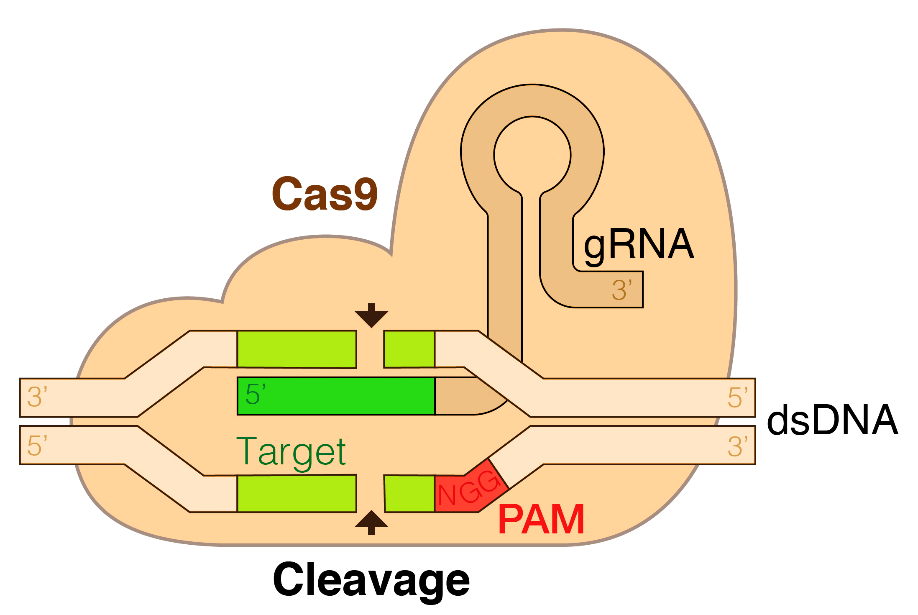 Cas9
gRNA
3’
3’
5’
5’
dsDNA
5’
3’
Target
NGG
PAM
Cleavage